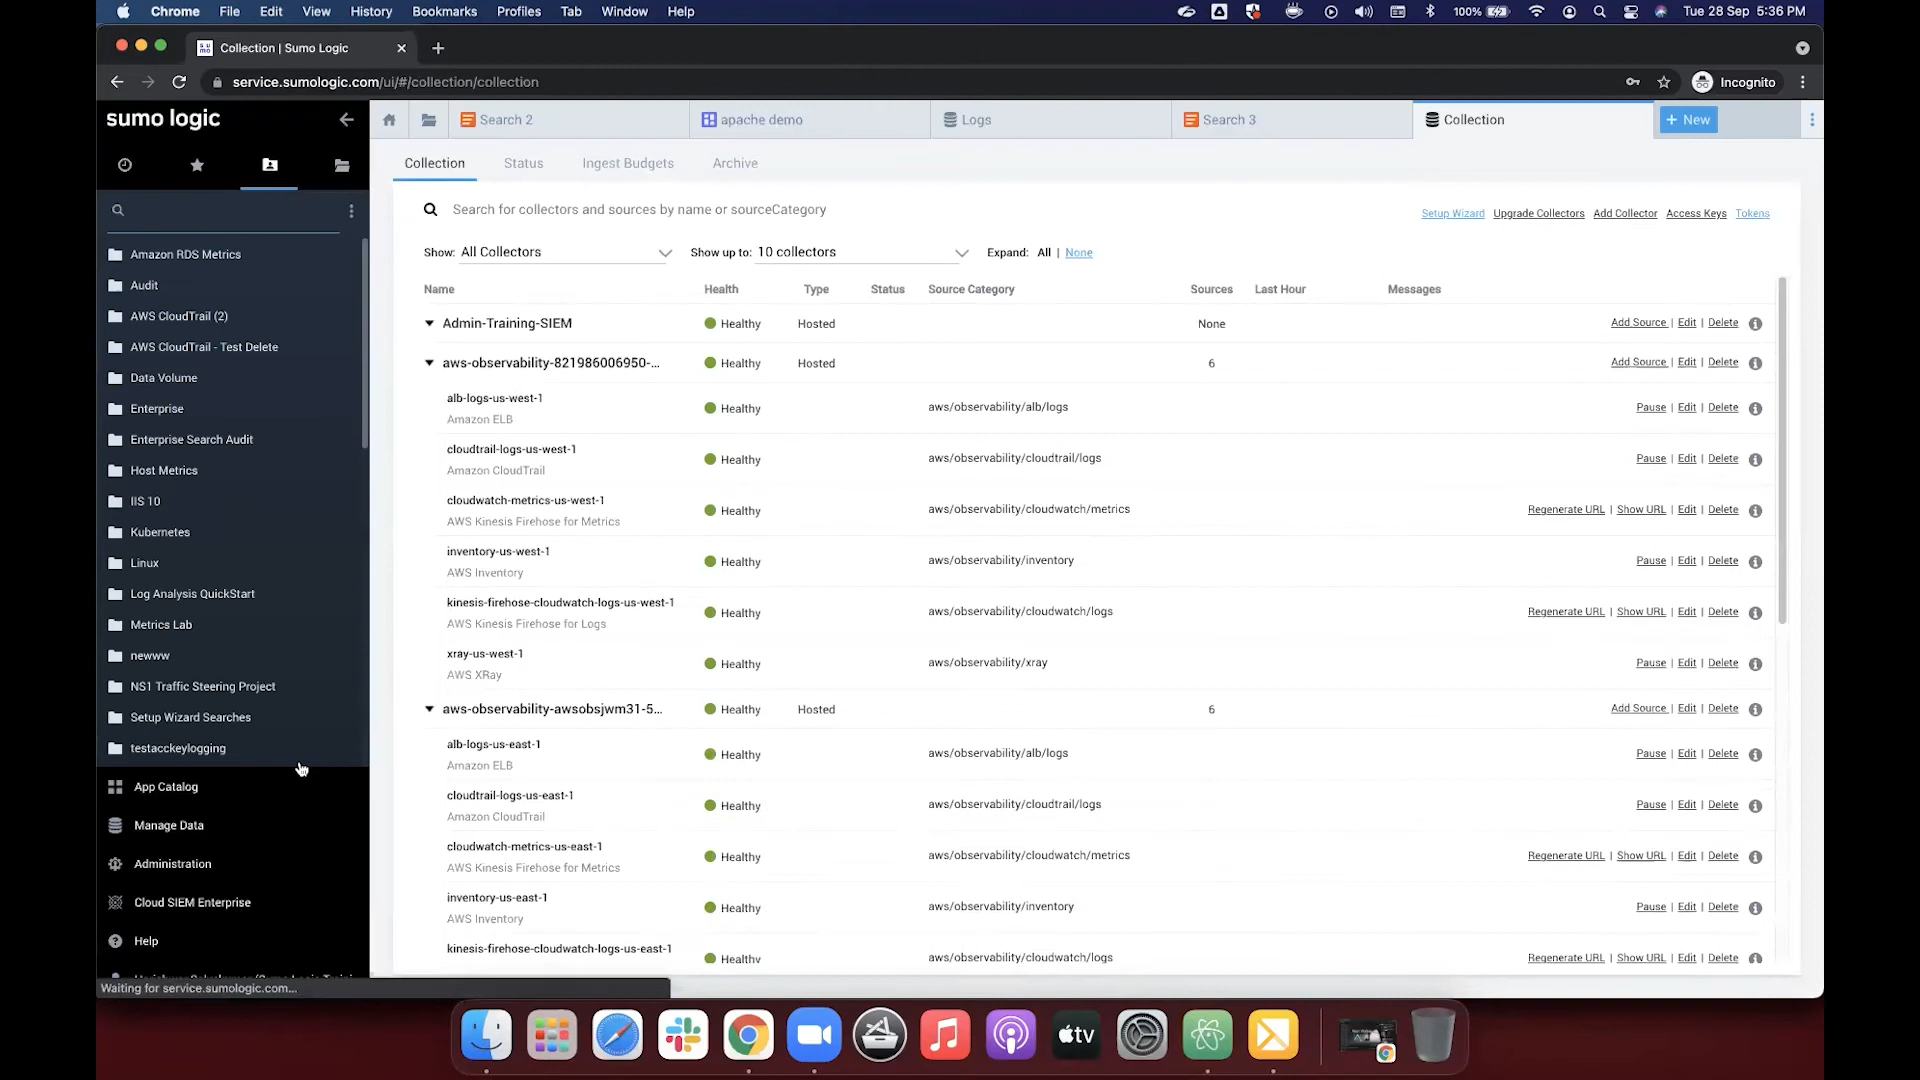 Chrome File Edit View History Bookmarks Profiles Tab Window Help 100% Tue 28 Sep 5:36 PM
Collection | Sumo Logic
service.sumologic.com/ui/#/collection/collection Incognito
sumo logic
Search 2 apache demo Logs Search 3 Collection + New
Collection Status Ingest Budgets Archive
Search for collectors and sources by name or sourceCategory
Setup Wizard Upgrade Collectors Add Collector Access Keys Tokens
Show: All Collectors Show up to: 10 collectors Expand: All | None
Name Health Type Status Source Category Sources Last Hour Messages
Admin-Training-SIEM Healthy Hosted None Add Source | Edit | Delete
aws-observability-821986006950-... Healthy Hosted 6 Add Source | Edit | Delete
alb-logs-us-west-1
Amazon ELB
Healthy aws/observability/alb/logs Pause | Edit | Delete
cloudtrail-logs-us-west-1
Amazon CloudTrail
Healthy aws/observability/cloudtrail/logs Pause | Edit | Delete
cloudwatch-metrics-us-west-1
AWS Kinesis Firehose for Metrics
Healthy aws/observability/cloudwatch/metrics Regenerate URL | Show URL | Edit | Delete
inventory-us-west-1
AWS Inventory
Healthy aws/observability/inventory Pause | Edit | Delete
kinesis-firehose-cloudwatch-logs-us-west-1
AWS Kinesis Firehose for Logs
Healthy aws/observability/cloudwatch/logs Regenerate URL | Show URL | Edit | Delete
xray-us-west-1
AWS XRay
Healthy aws/observability/xray Pause | Edit | Delete
aws-observability-awsobsjwm31-5... Healthy Hosted 6 Add Source | Edit | Delete
alb-logs-us-east-1
Amazon ELB
Healthy aws/observability/alb/logs Pause | Edit | Delete
cloudtrail-logs-us-east-1
Amazon CloudTrail
Healthy aws/observability/cloudtrail/logs Pause | Edit | Delete
cloudwatch-metrics-us-east-1
AWS Kinesis Firehose for Metrics
Healthy aws/observability/cloudwatch/metrics Regenerate URL | Show URL | Edit | Delete
inventory-us-east-1
AWS Inventory
Healthy aws/observability/inventory Pause | Edit | Delete
kinesis-firehose-cloudwatch-logs-us-east-1
Healthy aws/observability/cloudwatch/logs Regenerate URL | Show URL | Edit | Delete
Amazon RDS Metrics
Audit
AWS CloudTrail (2)
AWS CloudTrail - Test Delete
Data Volume
Enterprise
Enterprise Search Audit
Host Metrics
IIS 10
Kubernetes
Linux
Log Analysis QuickStart
Metrics Lab
newww
NS1 Traffic Steering Project
Setup Wizard Searches
testacckeylogging
App Catalog
Manage Data
Administration
Cloud SIEM Enterprise
Help
Waiting for service.sumologic.com...
tv